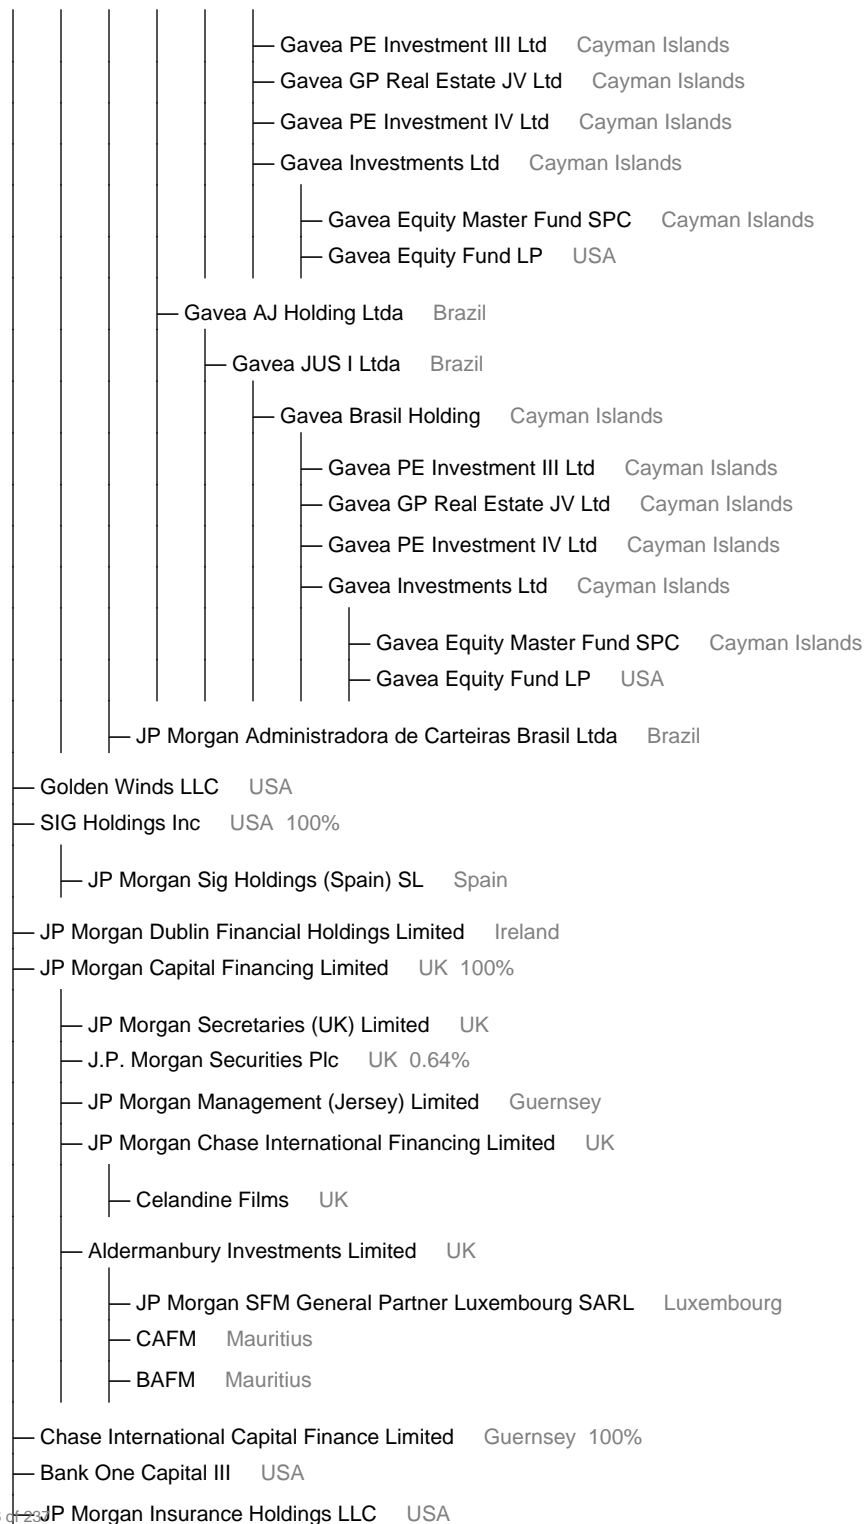 Gavea PE Investment III Ltd Cayman Islands
Gavea GP Real Estate JV Ltd Cayman Islands
Gavea PE Investment IV Ltd Cayman Islands
Gavea Investments Ltd Cayman Islands
Gavea Equity Master Fund SPC Cayman Islands
Gavea Equity Fund LP USA
Gavea AJ Holding Ltda Brazil
Gavea JUS I Ltda Brazil
Gavea Brasil Holding Cayman Islands
Gavea PE Investment III Ltd Cayman Islands
Gavea GP Real Estate JV Ltd Cayman Islands
Gavea PE Investment IV Ltd Cayman Islands
Gavea Investments Ltd Cayman Islands
Gavea Equity Master Fund SPC Cayman Islands
Gavea Equity Fund LP USA
JP Morgan Administradora de Carteiras Brasil Ltda Brazil
Golden Winds LLC USA
SIG Holdings Inc USA 100%
JP Morgan Sig Holdings (Spain) SL Spain
JP Morgan Dublin Financial Holdings Limited Ireland
JP Morgan Capital Financing Limited UK 100%
JP Morgan Secretaries (UK) Limited UK
J.P. Morgan Securities Plc UK 0.64%
JP Morgan Management (Jersey) Limited Guernsey
JP Morgan Chase International Financing Limited UK
Celandine Films UK
Aldermanbury Investments Limited UK
JP Morgan SFM General Partner Luxembourg SARL Luxembourg
CAFM Mauritius
BAFM Mauritius
Chase International Capital Finance Limited Guernsey 100%
Bank One Capital III USA
JP Morgan Insurance Holdings LLC USA
of